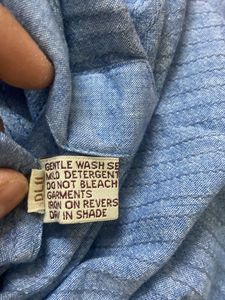 GENTLE WASH SE
MILD DETERGENT
DO NOT BLEACH
GARMENTS
IRON ON REVERS
DRY IN SHADE